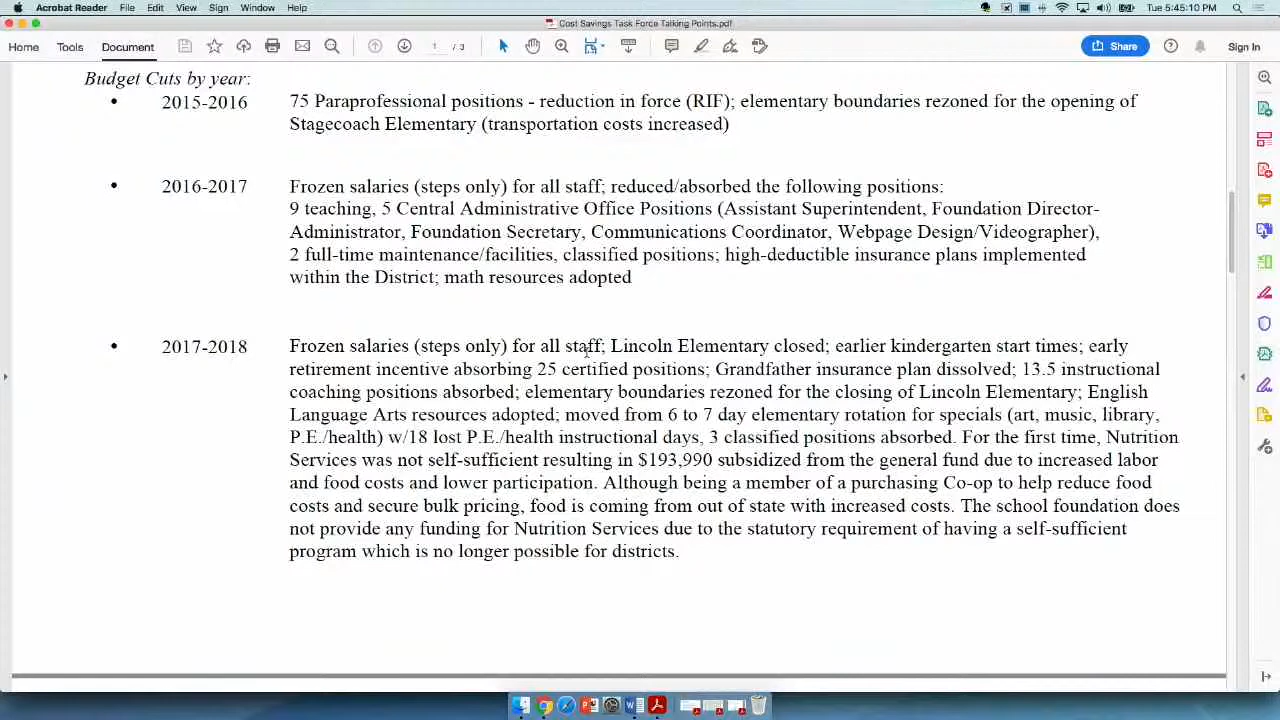 Acrobat Reader File Edit View Sign Window Help Tue 5:45:10 PM
Cost Savings Task Force Talking Points.pdf
Home Tools Document 1 / 3 Share Sign In
Budget Cuts by year:
• 2015-2016 75 Paraprofessional positions - reduction in force (RIF); elementary boundaries rezoned for the opening of
Stagecoach Elementary (transportation costs increased)
• 2016-2017 Frozen salaries (steps only) for all staff; reduced/absorbed the following positions:
9 teaching, 5 Central Administrative Office Positions (Assistant Superintendent, Foundation Director-
Administrator, Foundation Secretary, Communications Coordinator, Webpage Design/Videographer),
2 full-time maintenance/facilities, classified positions; high-deductible insurance plans implemented
within the District; math resources adopted
• 2017-2018 Frozen salaries (steps only) for all staff; Lincoln Elementary closed; earlier kindergarten start times; early
retirement incentive absorbing 25 certified positions; Grandfather insurance plan dissolved; 13.5 instructional
coaching positions absorbed; elementary boundaries rezoned for the closing of Lincoln Elementary; English
Language Arts resources adopted; moved from 6 to 7 day elementary rotation for specials (art, music, library,
P.E./health) w/18 lost P.E./health instructional days, 3 classified positions absorbed. For the first time, Nutrition
Services was not self-sufficient resulting in $193,990 subsidized from the general fund due to increased labor
and food costs and lower participation. Although being a member of a purchasing Co-op to help reduce food
costs and secure bulk pricing, food is coming from out of state with increased costs. The school foundation does
not provide any funding for Nutrition Services due to the statutory requirement of having a self-sufficient
program which is no longer possible for districts.